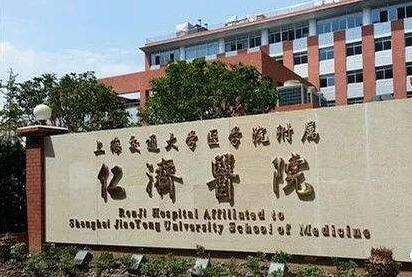 上海交通大学医学院附属
仁濟醫院
RenJi Hospital Affiliated to
Shanghai JiaoTong University School of Medicine